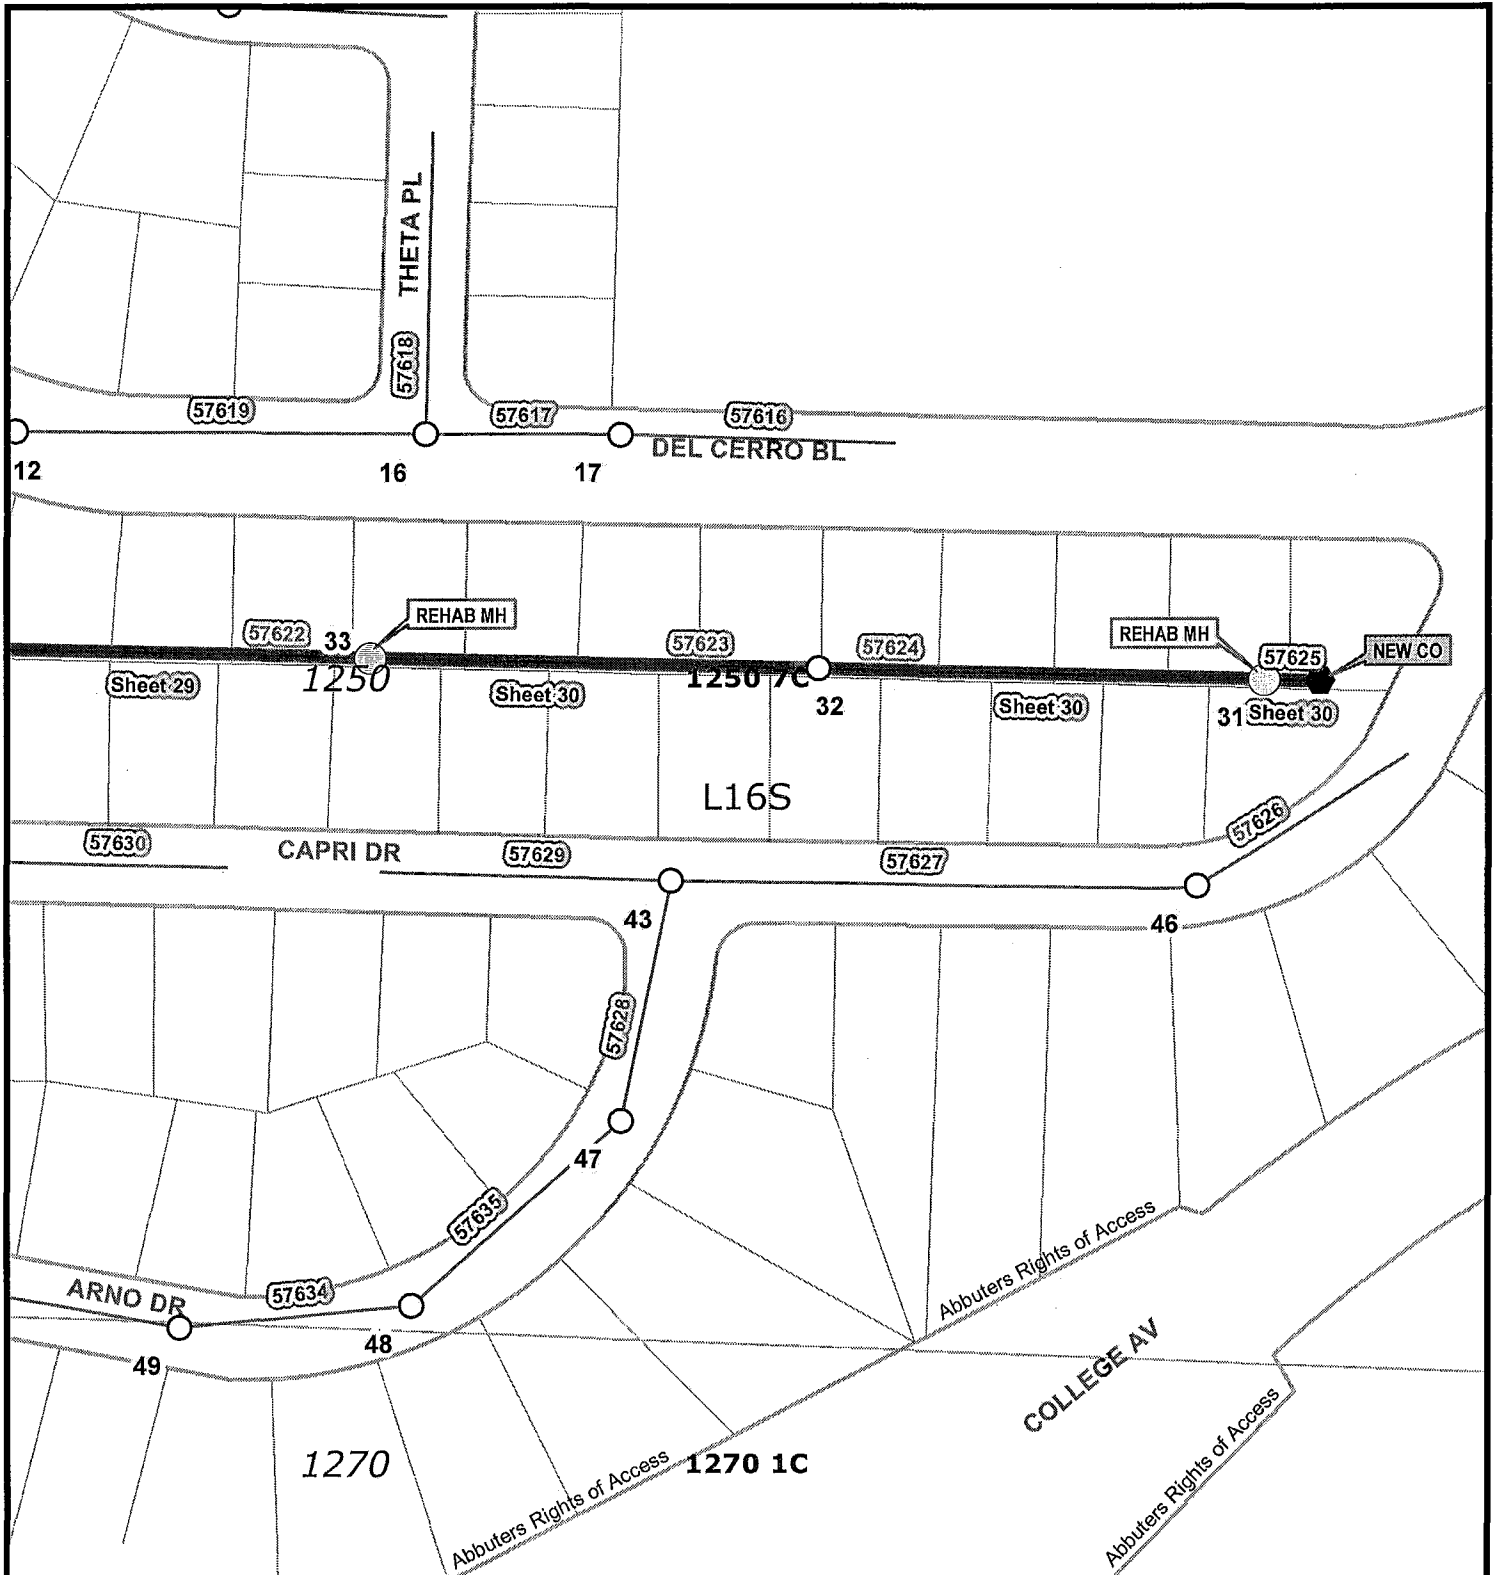 THETA PL
57618
57619
57617
57616
DEL CERRO BL
12
16
17
REHAB MH
57622
33
57623
57624
REHAB MH
57625
NEW CO
1250
Sheet 29
Sheet 30
1250 7C
32
Sheet 30
31
Sheet 30
L16S
57626
57630
CAPRI DR
57629
57627
43
46
57628
47
57635
Abbuters Rights of Access
ARNO DR
57634
48
49
COLLEGE AV
Abbuters Rights of Access
1270
Abbuters Rights of Access
1270 1C